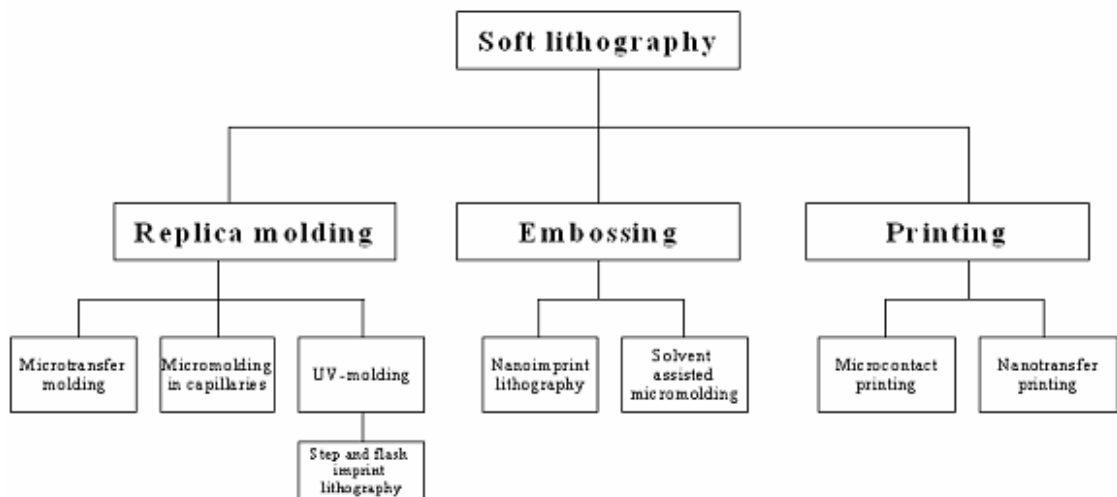 Soft lithography
Replica molding
Embossing
Printing
Microtransfer
molding
Micromolding
in capillaries
UV-molding
Nanoimprint
lithography
Solvent
assisted
micromolding
Microcontact
printing
Nanotransfer
printing
Step and flash
imprint
lithography